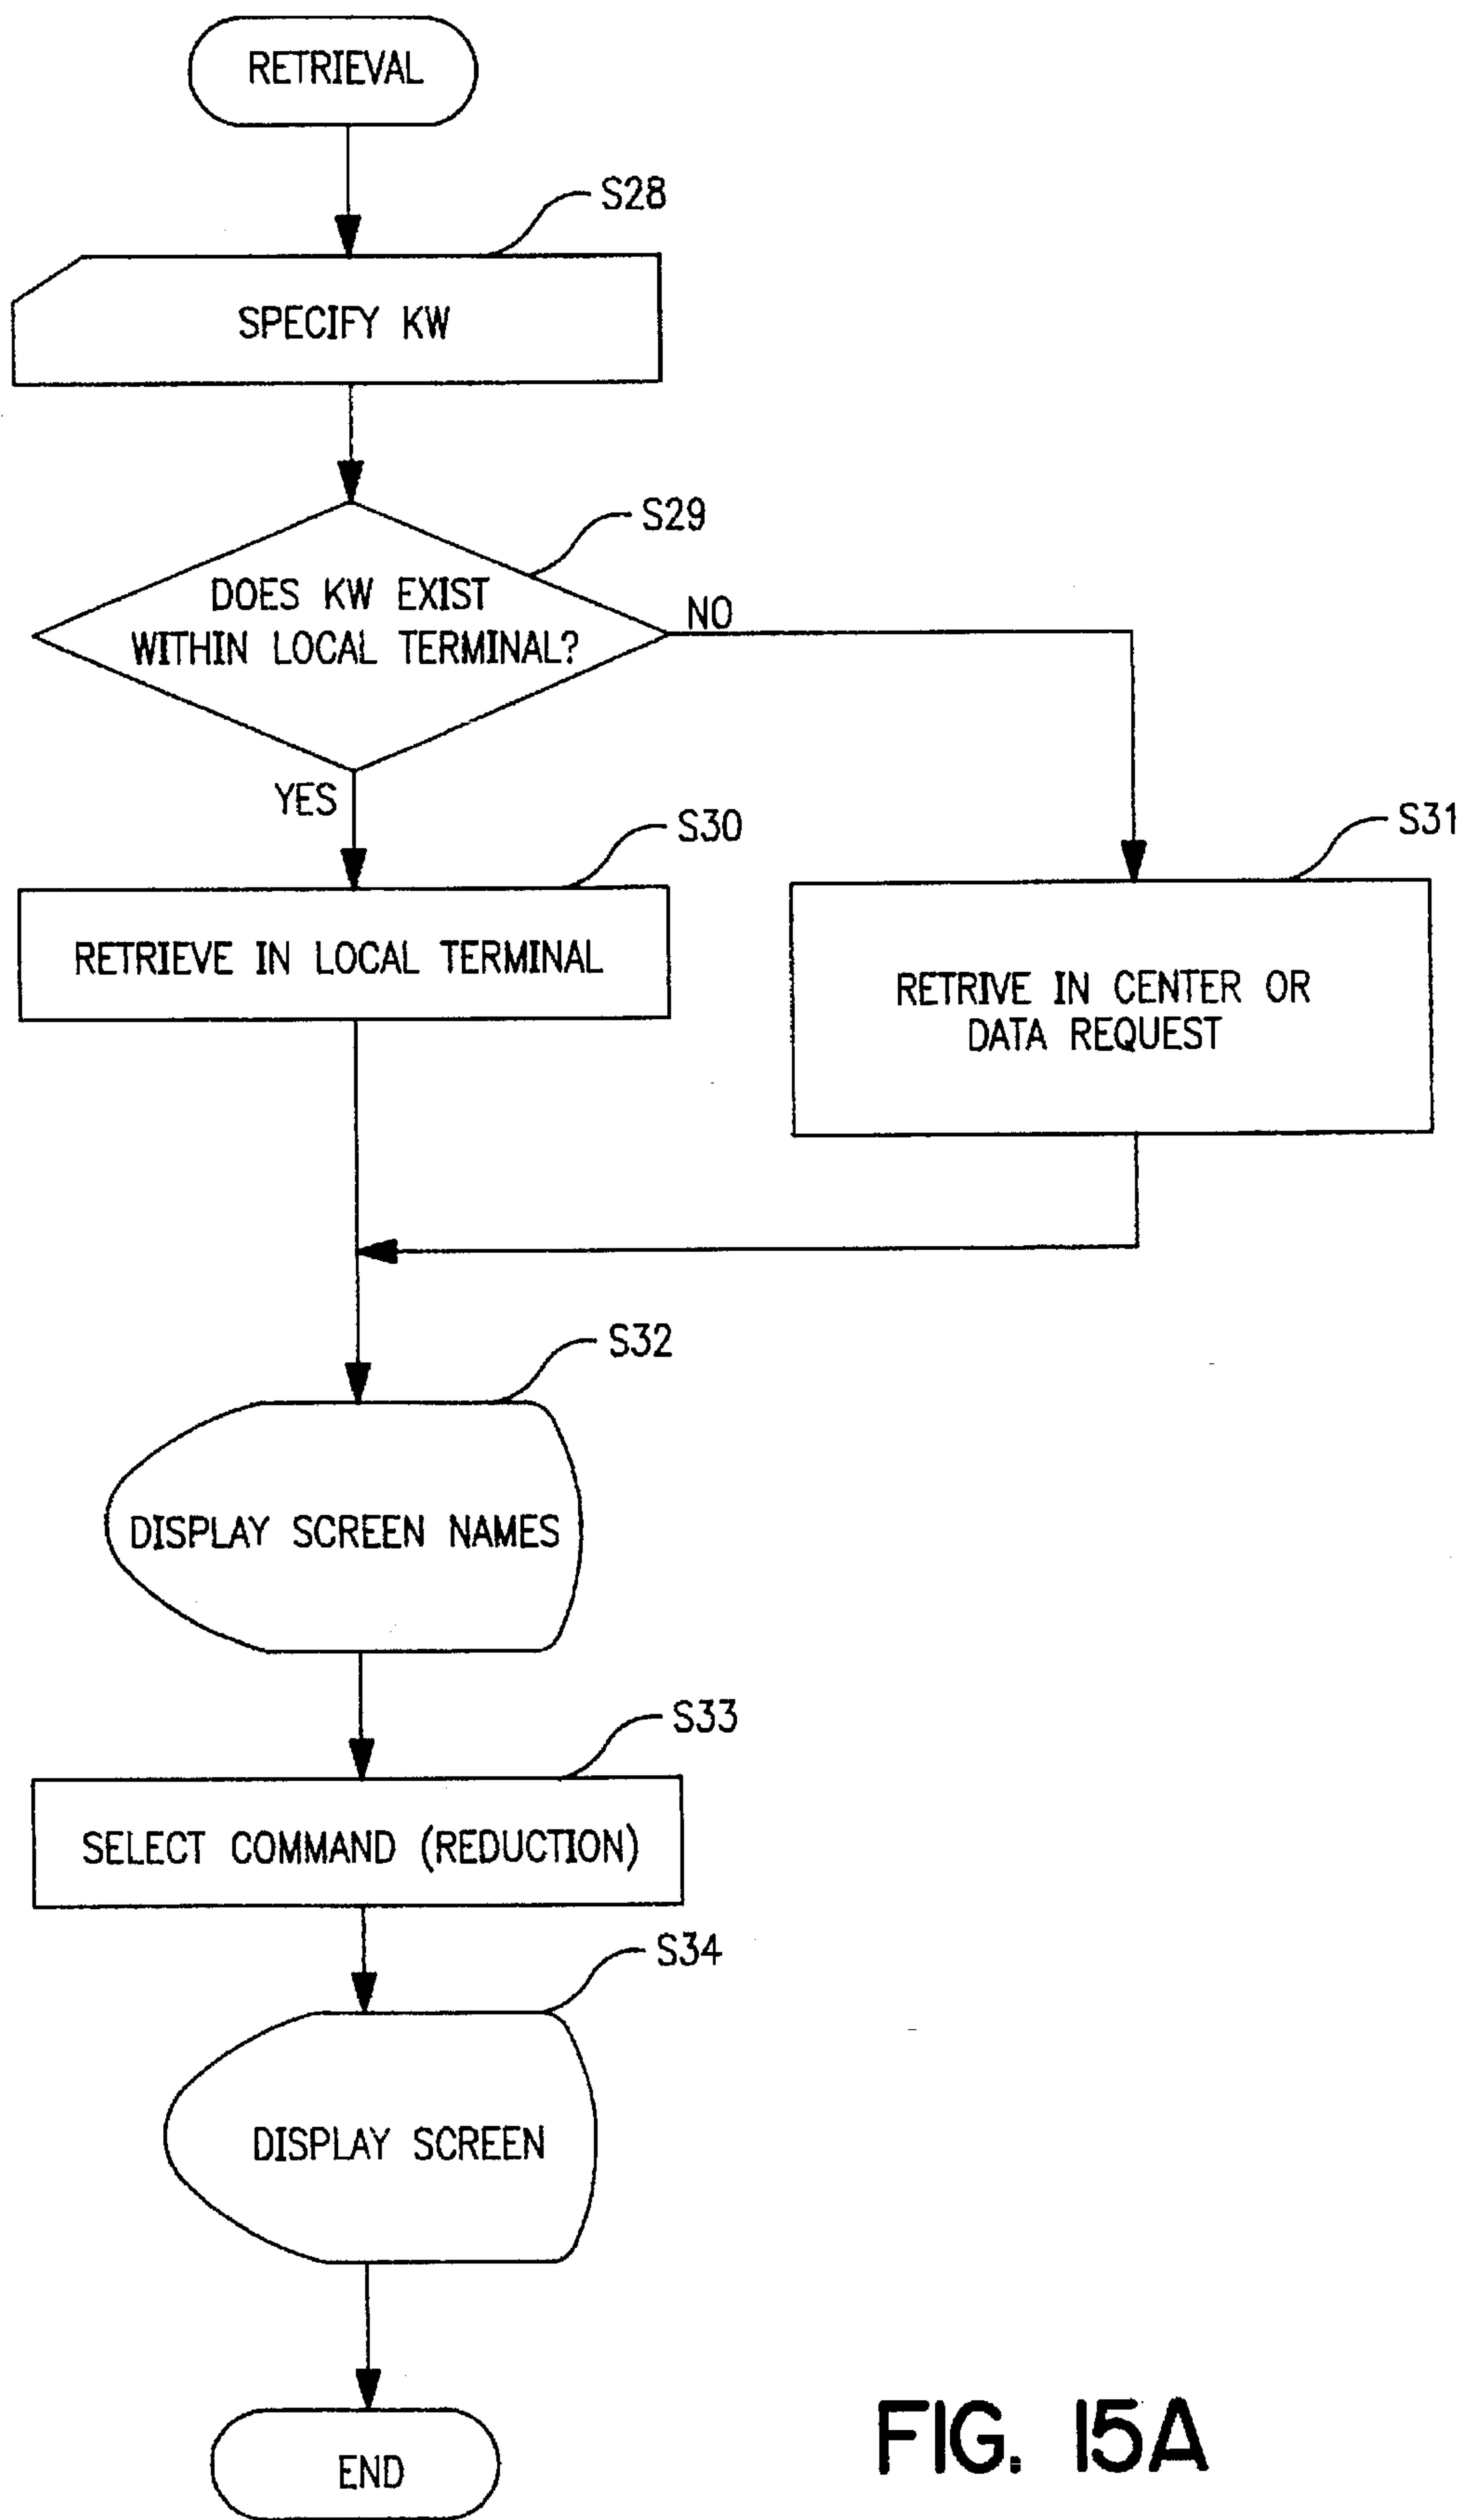 RETRIEVAL
S28
SPECIFY KW
S29
DOES KW EXIST
WITHIN LOCAL TERMINAL?
NO
YES
S30
S31
RETRIEVE IN LOCAL TERMINAL
RETRIVE IN CENTER OR
DATA REQUEST
S32
DISPLAY SCREEN NAMES
S33
SELECT COMMAND (REDUCTION)
S34
DISPLAY SCREEN
END
FIG. 15A